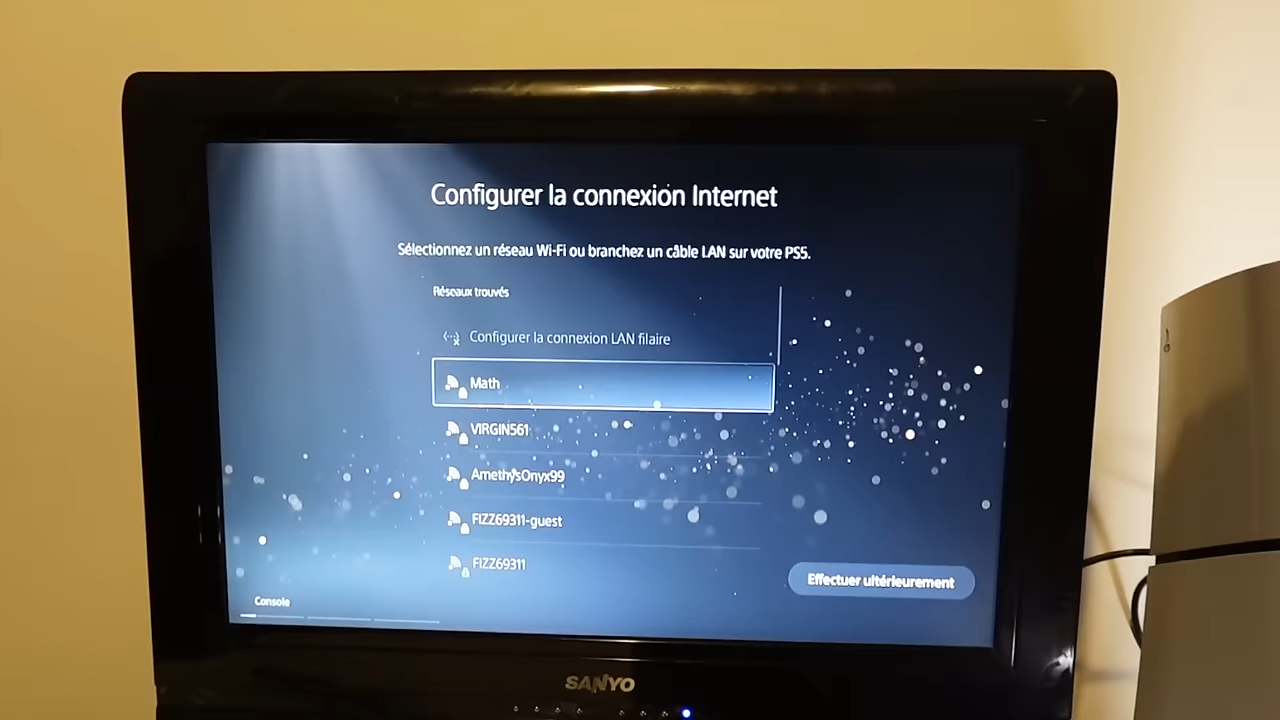 Configurer la connexion Internet
Sélectionnez un réseau Wi-Fi ou branchez un câble LAN sur votre PS5.
Réseaux trouvés
Configurer la connexion LAN filaire
Math
VIRGIN561
AmethysOnyx99
FIZZ69311-guest
FIZZ69311
Effectuer ultérieurement
Console
SANYO